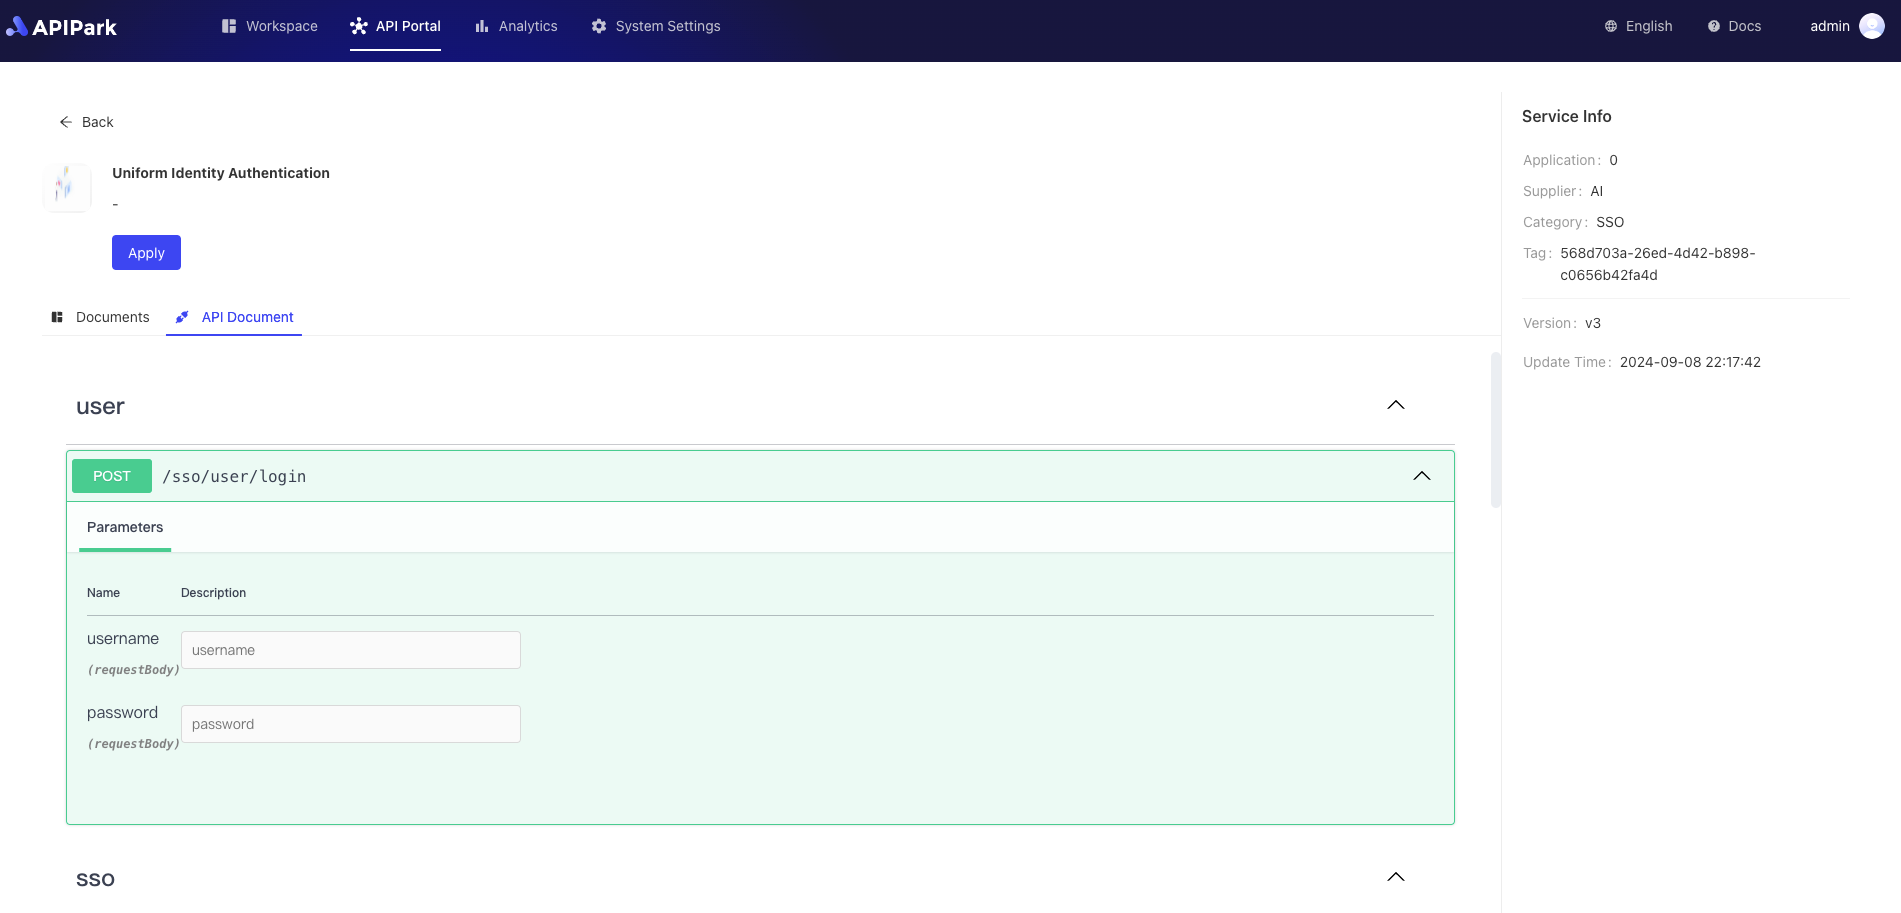 APIPark
Workspace
API Portal
Analytics
System Settings
English
Docs
admin
Back
Uniform Identity Authentication
-
Apply
Documents
API Document
user
POST /sso/user/login
Parameters
Name Description
username
(requestBody)
username
password
(requestBody)
password
sso
Service Info
Application: 0
Supplier: AI
Category: SSO
Tag: 568d703a-26ed-4d42-b898-
c0656b42fa4d
Version: v3
Update Time: 2024-09-08 22:17:42